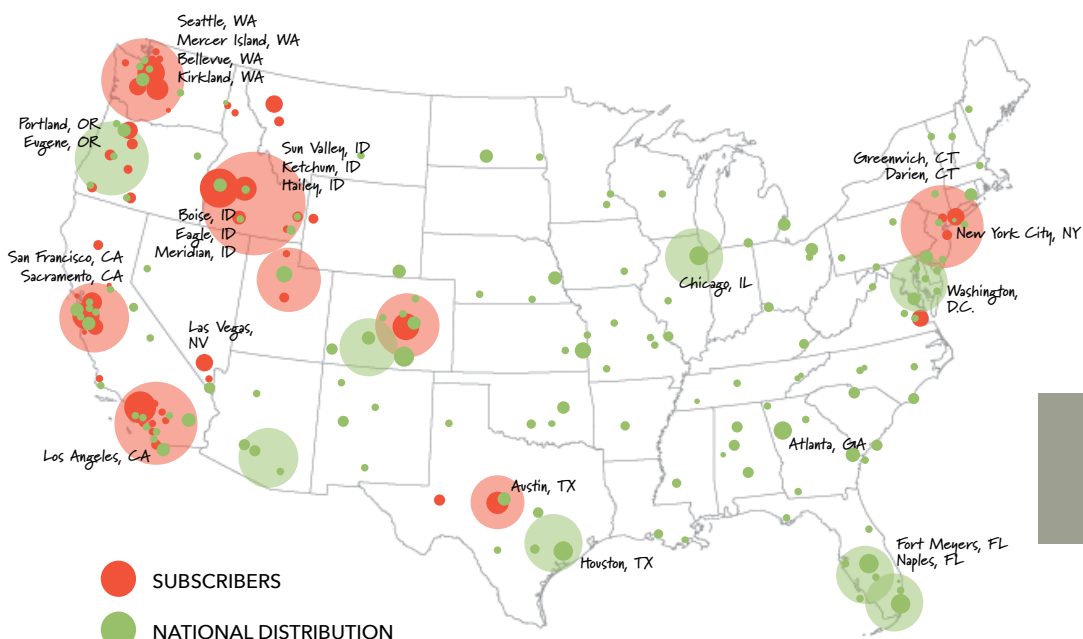 Seattle, WA
Mercer Island, WA
Bellevue, WA
Kirkland, WA
Portland, OR
Eugene, OR
Sun Valley, ID
Ketchum, ID
Hailey, ID
Boise, ID
Eagle, ID
Meridian, ID
San Francisco, CA
Sacramento, CA
Las Vegas,
NV
Los Angeles, CA
Greenwich, CT
Darien, CT
New York City, NY
Chicago, IL
Washington,
D.C.
Atlanta, GA
Austin, TX
Houston, TX
Fort Meyers, FL
Naples, FL
SUBSCRIBERS
NATIONAL DISTRIBUTION